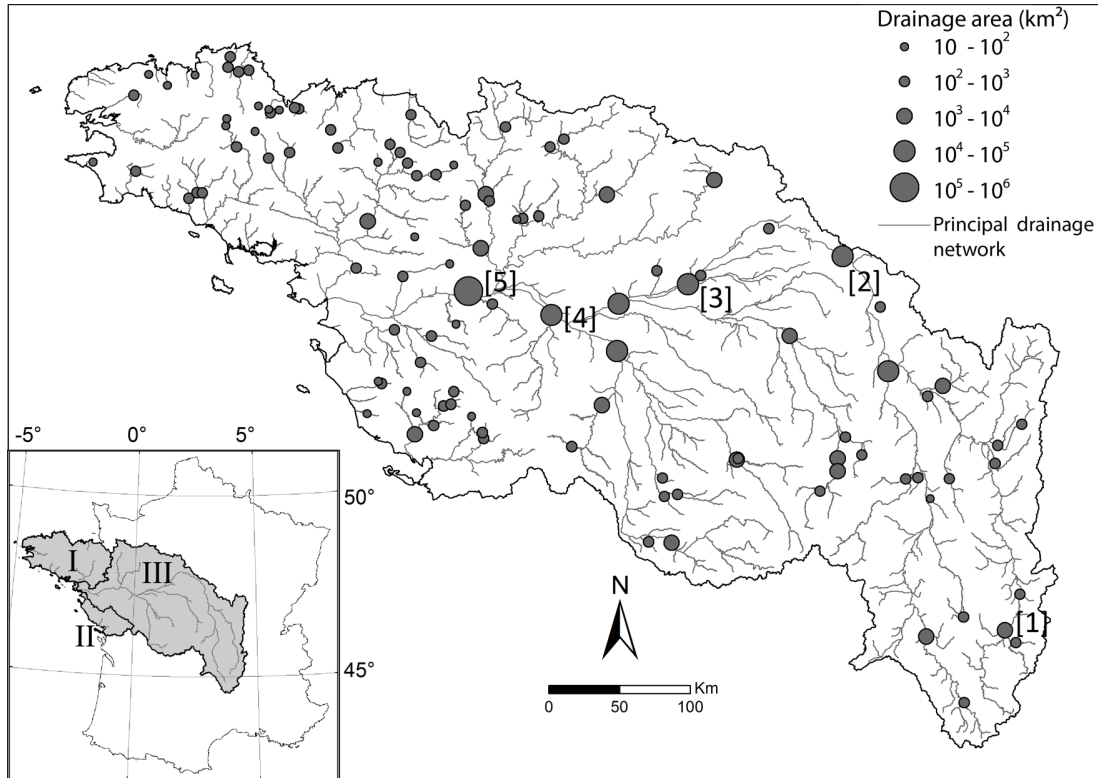 Drainage area (km²)
10 - 10²
10² - 10³
10³ - 10⁴
10⁴ - 10⁵
10⁵ - 10⁶
Principal drainage
network
[5]
[4]
[3]
[2]
[1]
-5° 0° 5°
50°
45°
I
III
II
N
Km
0 50 100